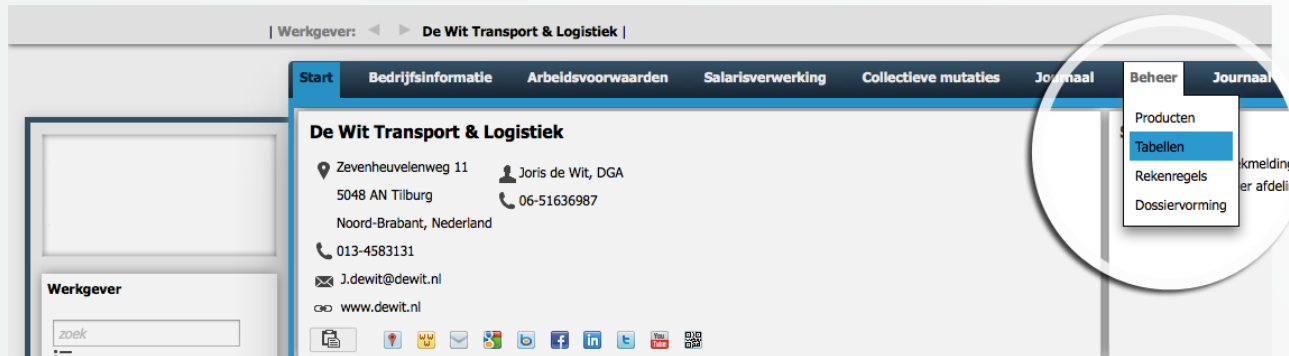 | Werkgever: De Wit Transport & Logistiek |
Start Bedrijfsinformatie Arbeidsvoorwaarden Salarisverwerking Collectieve mutaties Journaal Beheer Journaal
Producten
Tabellen
Rekenregels
Dossiervorming
De Wit Transport & Logistiek
Zevenheuvelenweg 11
5048 AN Tilburg
Noord-Brabant, Nederland
Joris de Wit, DGA
06-51636987
013-4583131
J.dewit@dewit.nl
www.dewit.nl
You Tube
Werkgever
zoek